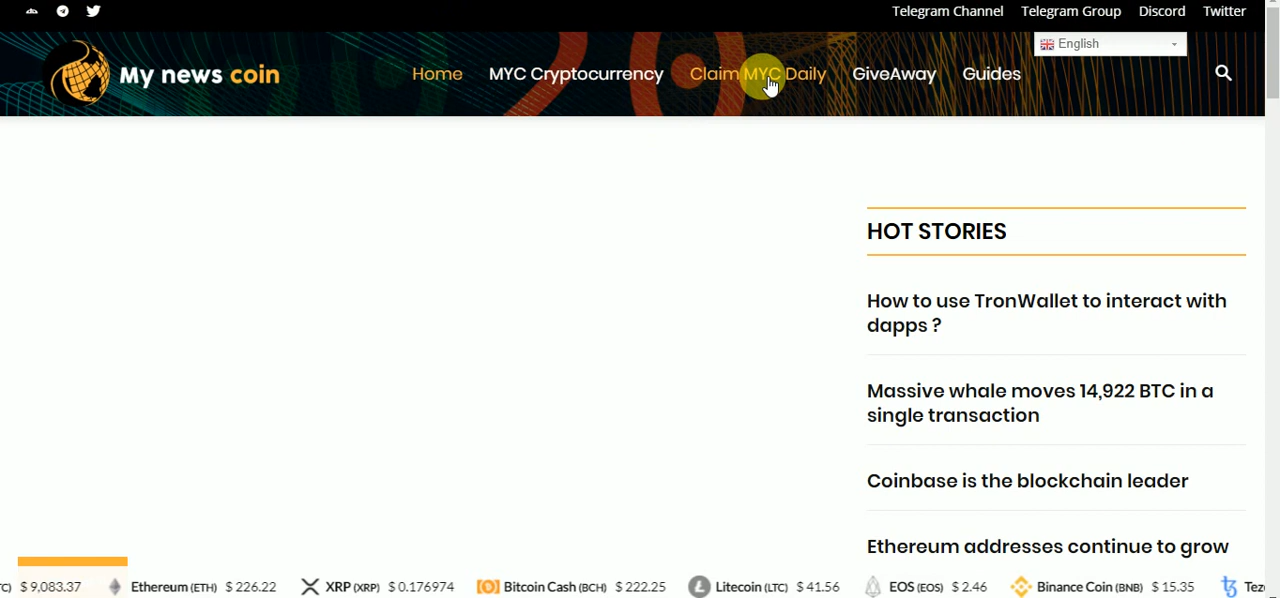 Telegram Channel Telegram Group Discord Twitter
English
My news coin Home MYC Cryptocurrency Claim MYC Daily GiveAway Guides
HOT STORIES
How to use TronWallet to interact with
dapps ?
Massive whale moves 14,922 BTC in a
single transaction
Coinbase is the blockchain leader
Ethereum addresses continue to grow
C) $ 9,083.37 Ethereum (ETH) $ 226.22 XRP (XRP) $ 0.176974 Bitcoin Cash (BCH) $ 222.25 Litecoin (LTC) $ 41.56 EOS (EOS) $ 2.46 Binance Coin (BNB) $ 15.35 Tez